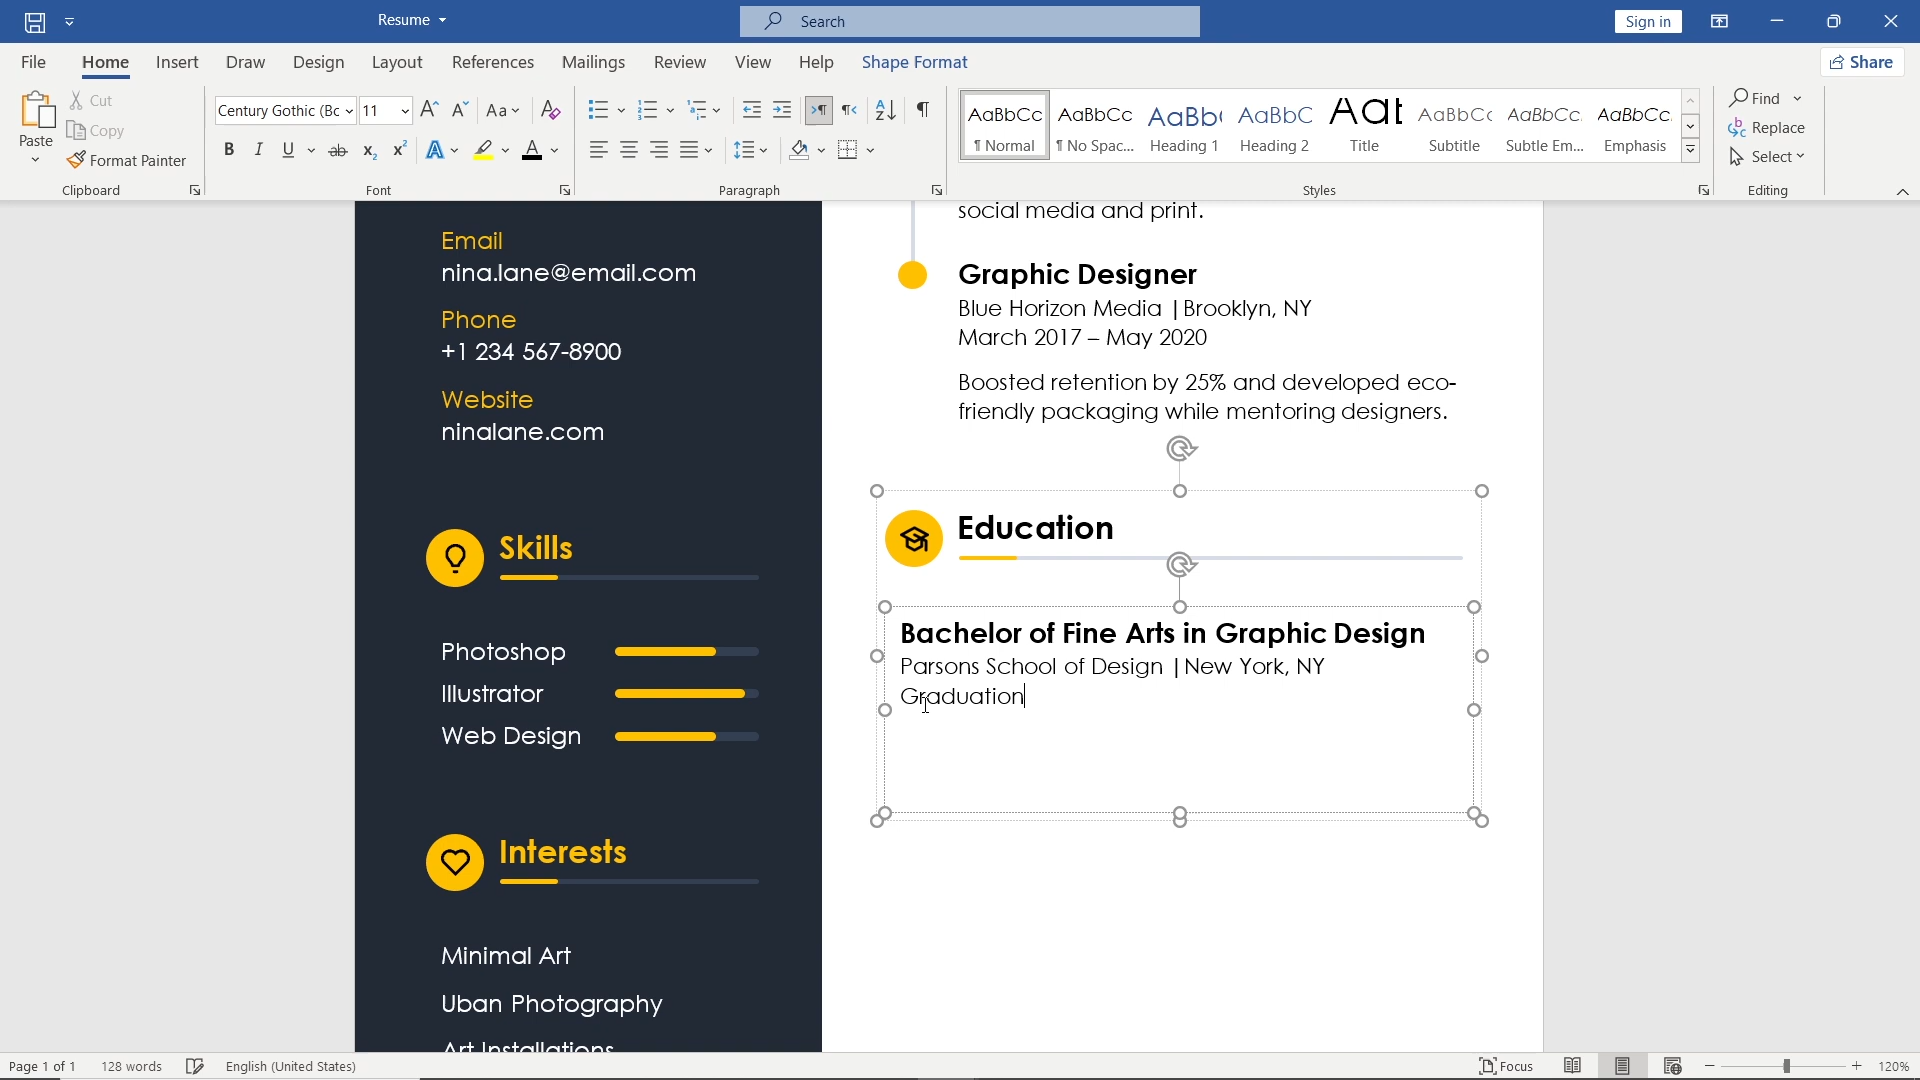 Resume
Search
Sign in
File
Home
Insert
Draw
Design
Layout
References
Mailings
Review
View
Help
Shape Format
Share
Paste
Cut
Copy
Format Painter
Clipboard
Century Gothic (Bc
11
Aa
B I U ab x₂ x² A A
Font
Paragraph
AaBbCc
¶ Normal
AaBbCc
¶ No Spac...
AaBb(
Heading 1
AaBbC
Heading 2
Aat
Title
AaBbCc
Subtitle
AaBbCc.
Subtle Em...
AaBbCc.
Emphasis
Styles
Find
Replace
Select
Editing
Email
nina.lane@email.com
Phone
+1 234 567-8900
Website
ninalane.com
Skills
Photoshop
Illustrator
Web Design
Interests
Minimal Art
Uban Photography
Art Installations
social media and print.
Graphic Designer
Blue Horizon Media | Brooklyn, NY
March 2017 – May 2020
Boosted retention by 25% and developed eco-
friendly packaging while mentoring designers.
Education
Bachelor of Fine Arts in Graphic Design
Parsons School of Design | New York, NY
Graduation
Page 1 of 1
128 words
English (United States)
Focus
120%